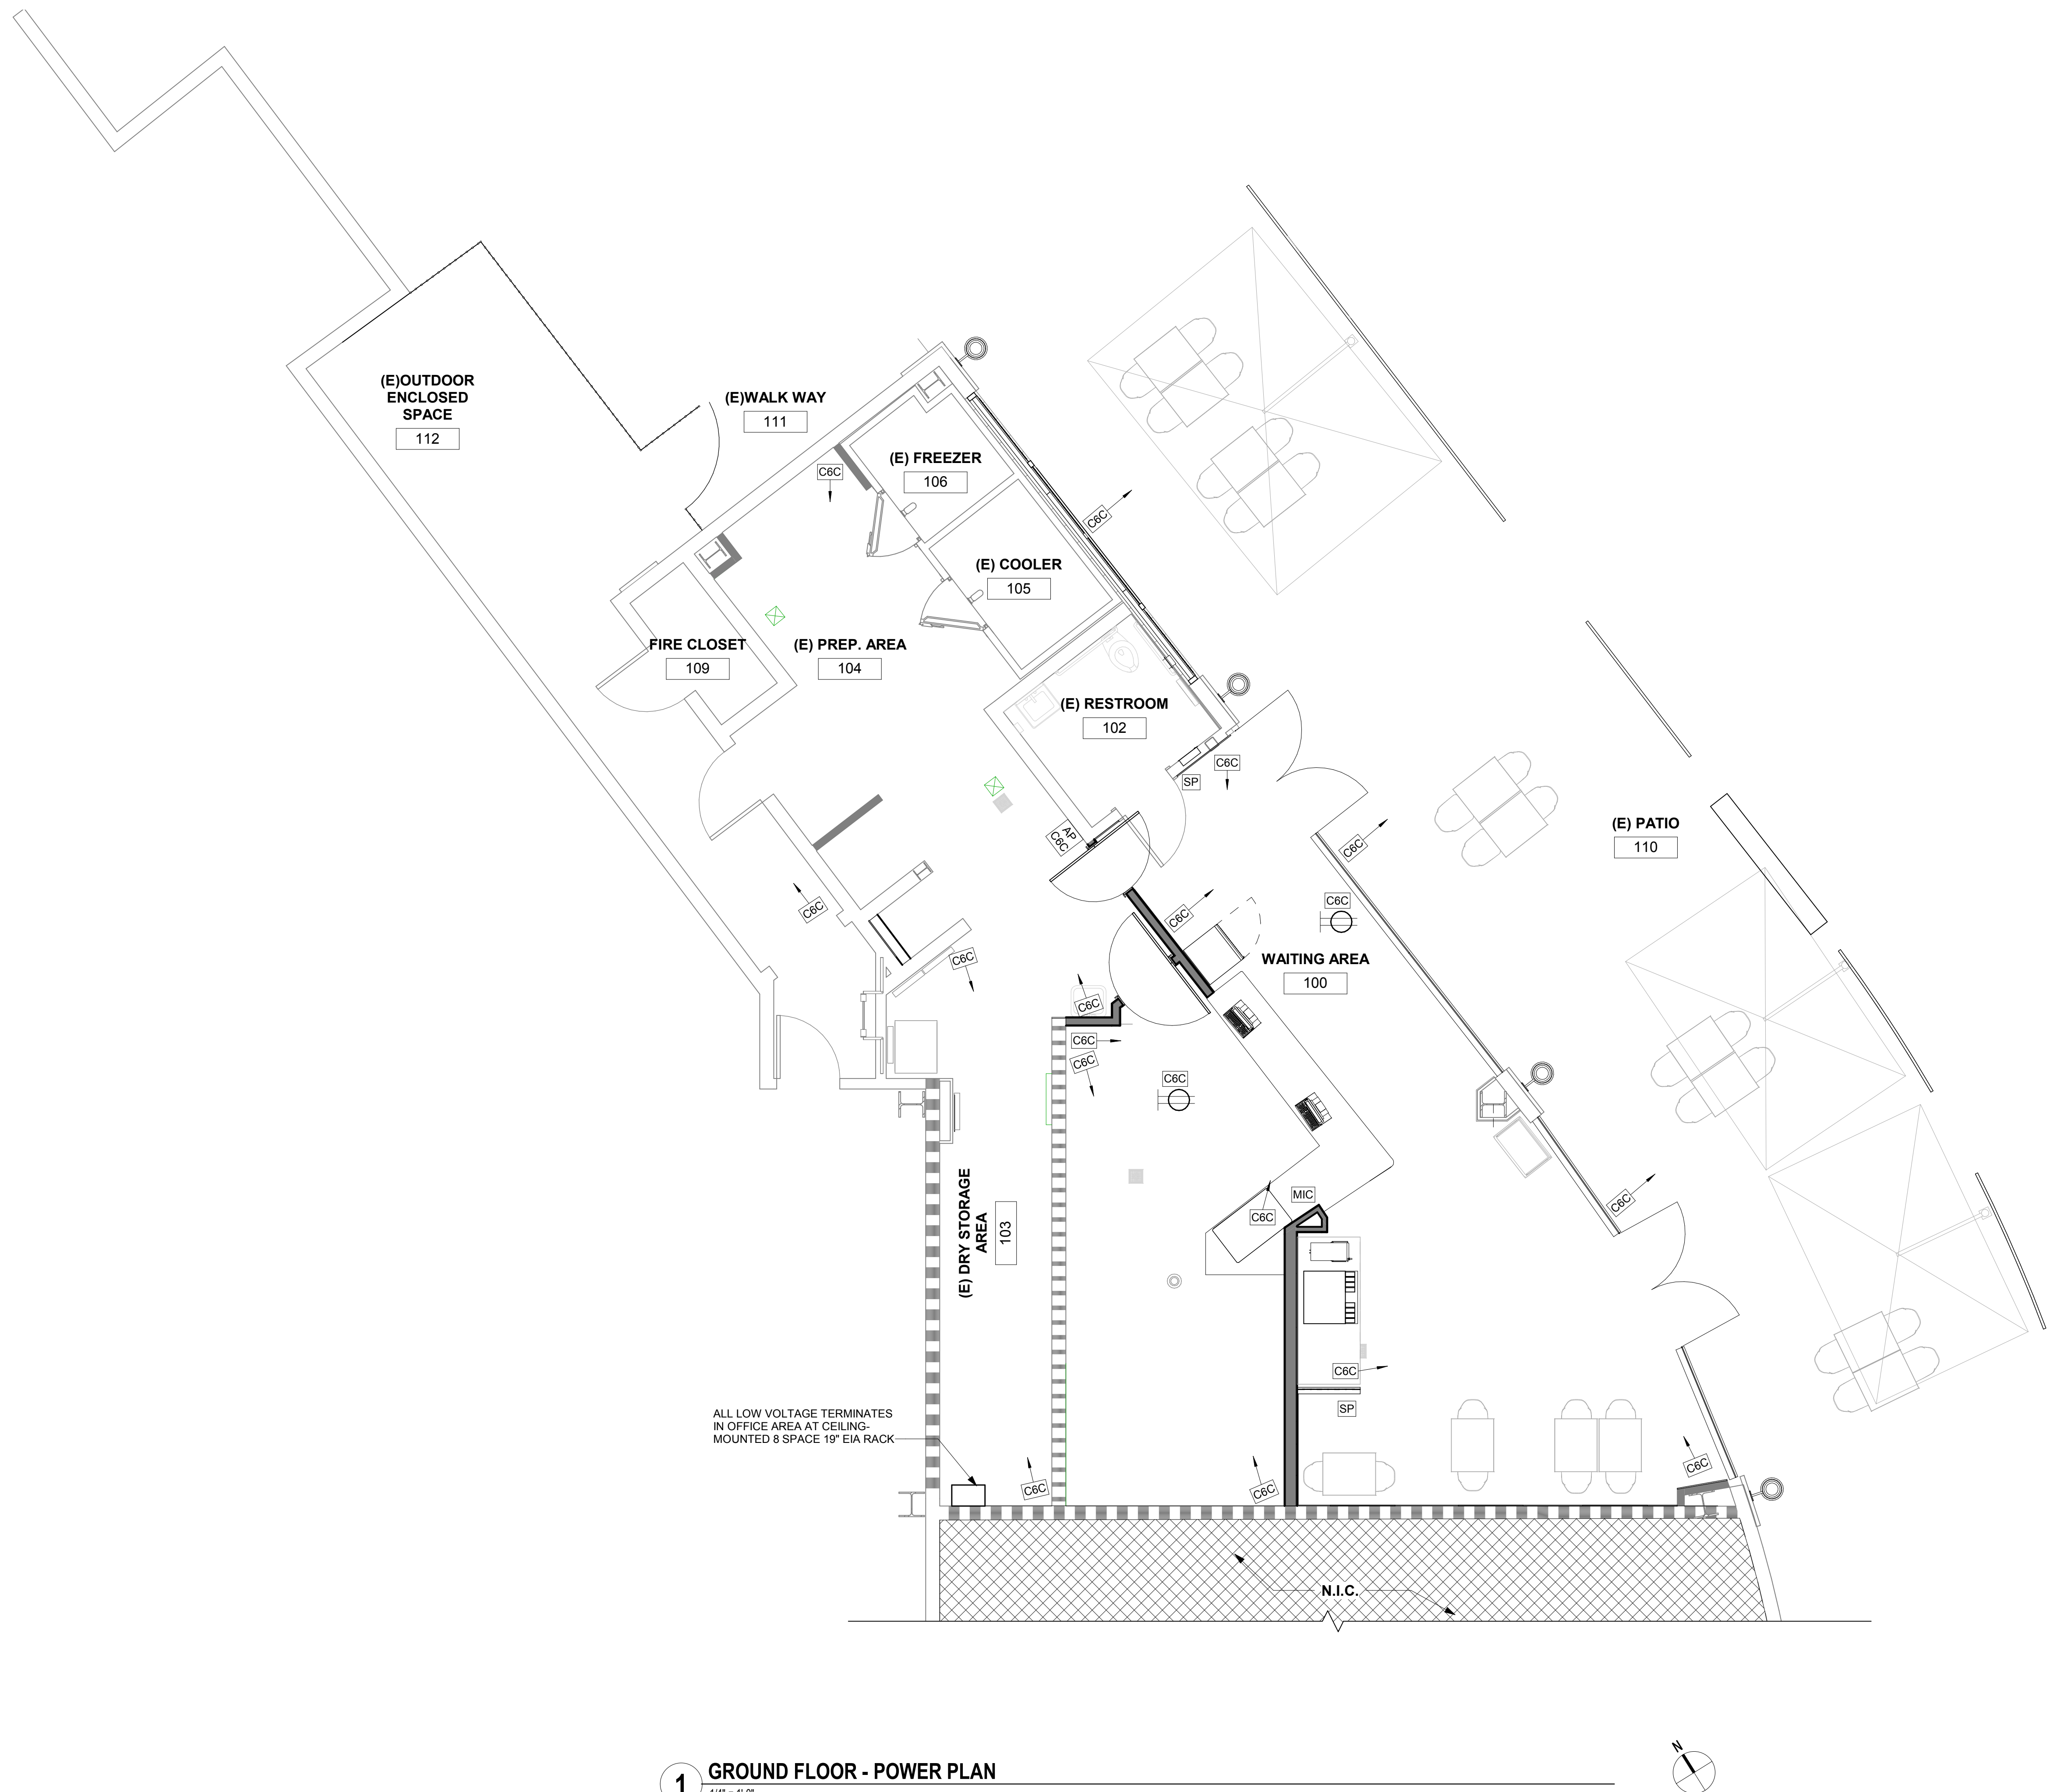 (E)OUTDOOR
ENCLOSED
SPACE
112
(E)WALK WAY
111
C6C
(E) FREEZER
106
C6C
(E) COOLER
105
FIRE CLOSET
109
(E) PREP. AREA
104
(E) RESTROOM
102
SP
C6C
AP
C6C
C6C
(E) PATIO
110
C6C
C6C
C6C
C6C
WAITING AREA
100
C6C
C6C
C6C
C6C
(E) DRY STORAGE
AREA
103
MIC
C6C
C6C
C6C
SP
ALL LOW VOLTAGE TERMINATES
IN OFFICE AREA AT CEILING-
MOUNTED 8 SPACE 19" EIA RACK
C6C
C6C
C6C
N.I.C.
N
1
GROUND FLOOR - POWER PLAN